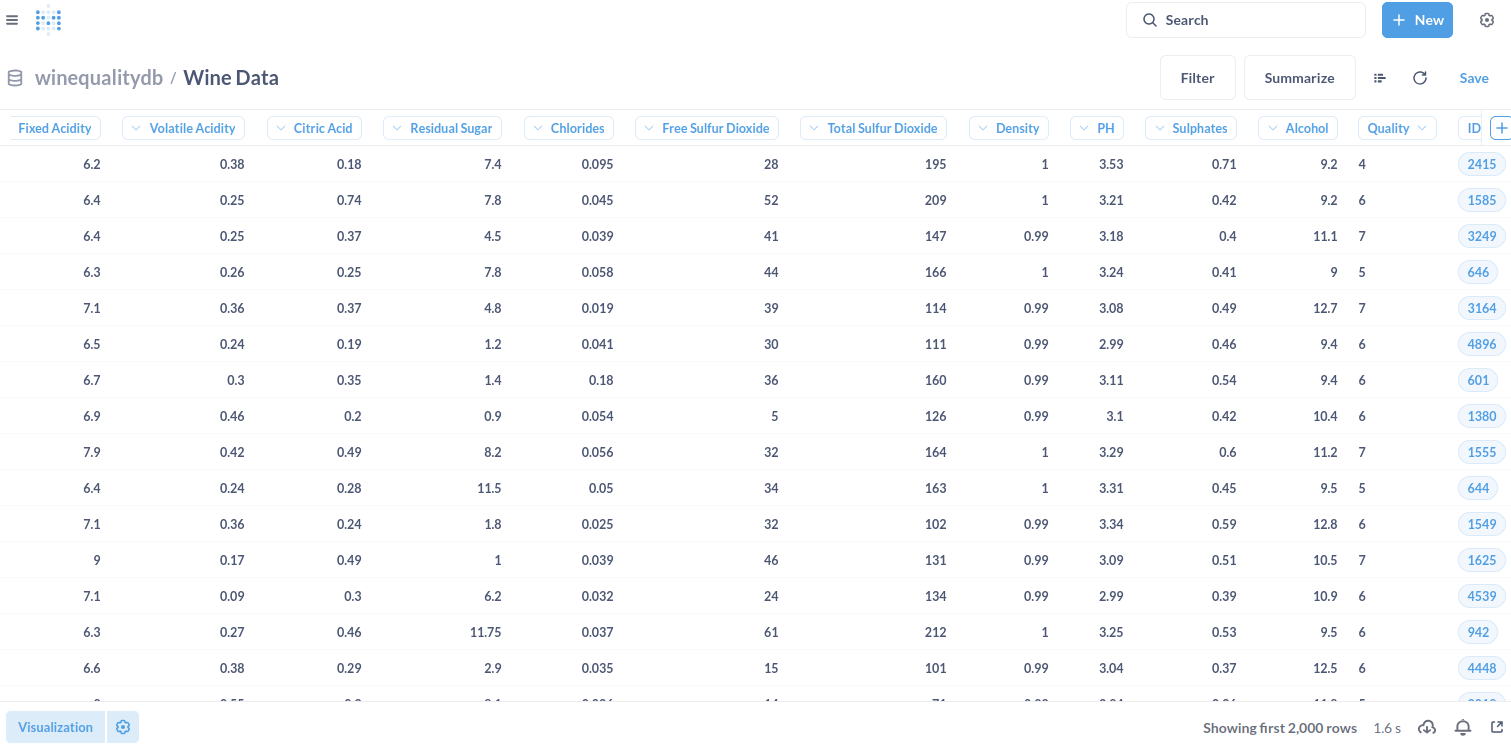 Search
New
winequalitydb / Wine Data
Filter
Summarize
Save
Fixed Acidity Volatile Acidity Citric Acid Residual Sugar Chlorides Free Sulfur Dioxide Total Sulfur Dioxide Density PH Sulphates Alcohol Quality ID
6.2 0.38 0.18 7.4 0.095 28 195 1 3.53 0.71 9.2 4 2415
6.4 0.25 0.74 7.8 0.045 52 209 1 3.21 0.42 9.2 6 1585
6.4 0.25 0.37 4.5 0.039 41 147 0.99 3.18 0.4 11.1 7 3249
6.3 0.26 0.25 7.8 0.058 44 166 1 3.24 0.41 9 5 646
7.1 0.36 0.37 4.8 0.019 39 114 0.99 3.08 0.49 12.7 7 3164
6.5 0.24 0.19 1.2 0.041 30 111 0.99 2.99 0.46 9.4 6 4896
6.7 0.3 0.35 1.4 0.18 36 160 0.99 3.11 0.54 9.4 6 601
6.9 0.46 0.2 0.9 0.054 5 126 0.99 3.1 0.42 10.4 6 1380
7.9 0.42 0.49 8.2 0.056 32 164 1 3.29 0.6 11.2 7 1555
6.4 0.24 0.28 11.5 0.05 34 163 1 3.31 0.45 9.5 5 644
7.1 0.36 0.24 1.8 0.025 32 102 0.99 3.34 0.59 12.8 6 1549
9 0.17 0.49 1 0.039 46 131 0.99 3.09 0.51 10.5 7 1625
7.1 0.09 0.3 6.2 0.032 24 134 0.99 2.99 0.39 10.9 6 4539
6.3 0.27 0.46 11.75 0.037 61 212 1 3.25 0.53 9.5 6 942
6.6 0.38 0.29 2.9 0.035 15 101 0.99 3.04 0.37 12.5 6 4448
Visualization
Showing first 2,000 rows 1.6 s